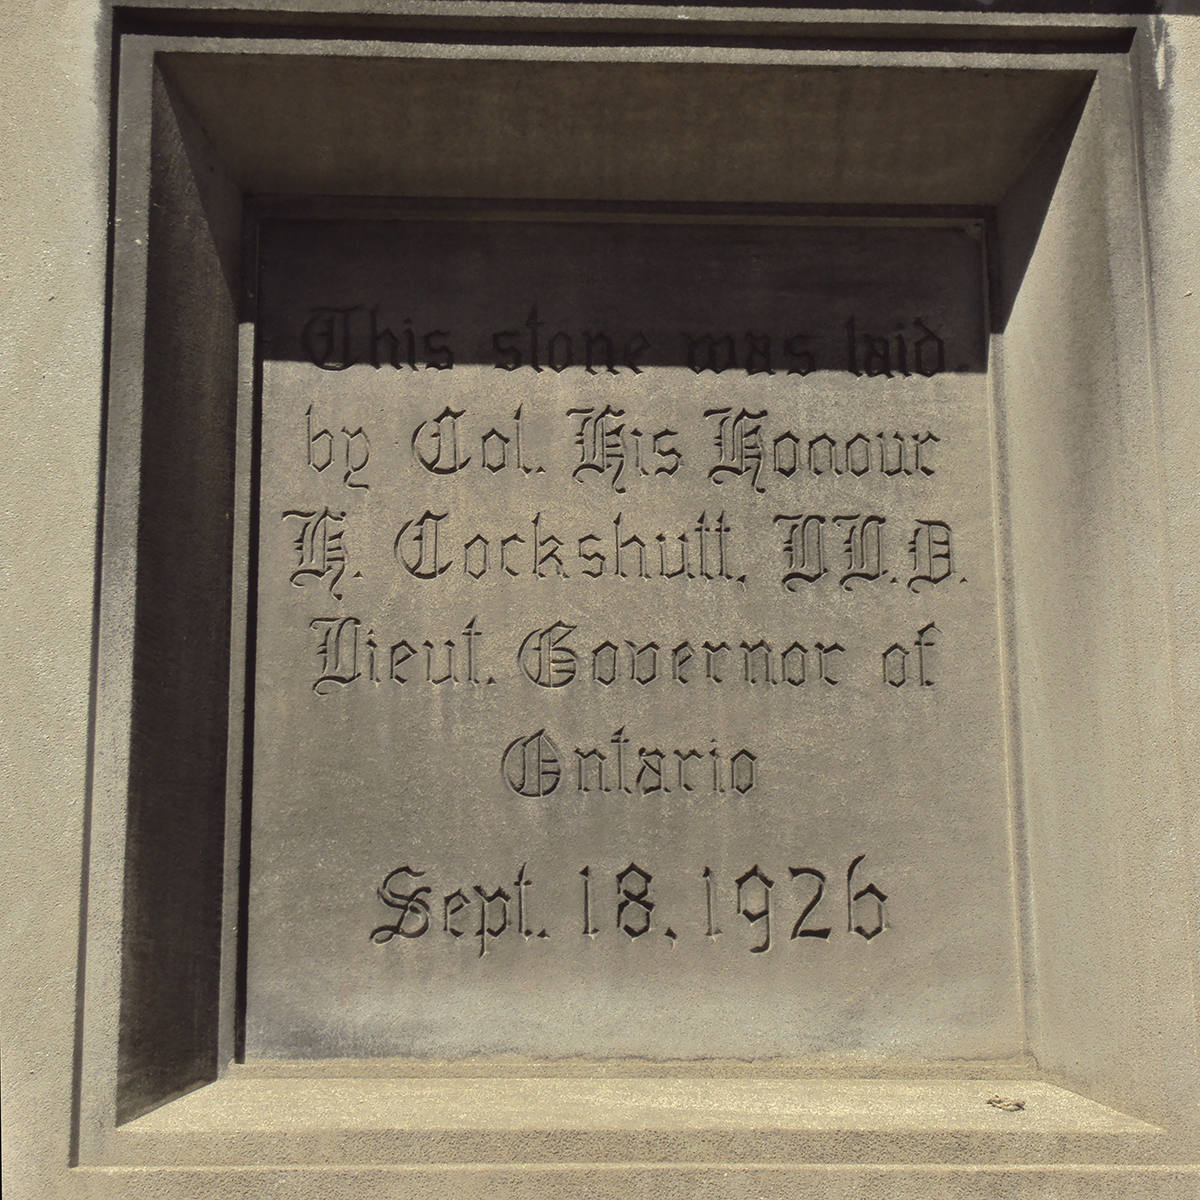 This stone was laid.
by Col. His Honour
H. Cockshutt, LL.D.
Lieut. Governor of
Ontario
Sept. 18, 1926